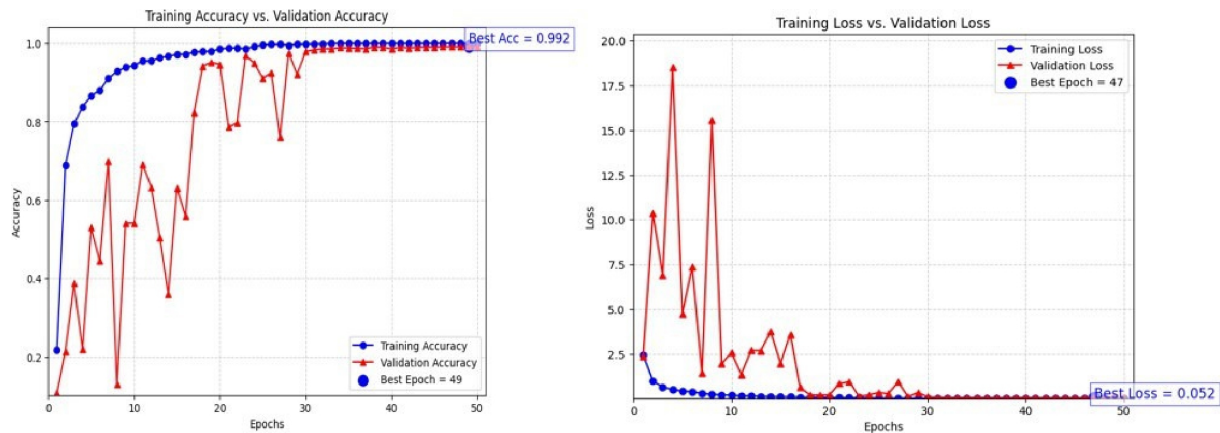 Training Accuracy vs. Validation Accuracy
1.0
0.8
0.6
0.4
0.2
Accuracy
Best Acc = 0.992
Training Accuracy
Validation Accuracy
Best Epoch = 49
0 10 20 30 40 50
Epochs
Training Loss vs. Validation Loss
20.0
17.5
15.0
12.5
10.0
7.5
5.0
2.5
Loss
Training Loss
Validation Loss
Best Epoch = 47
Best Loss = 0.052
0 10 20 30 40 50
Epochs